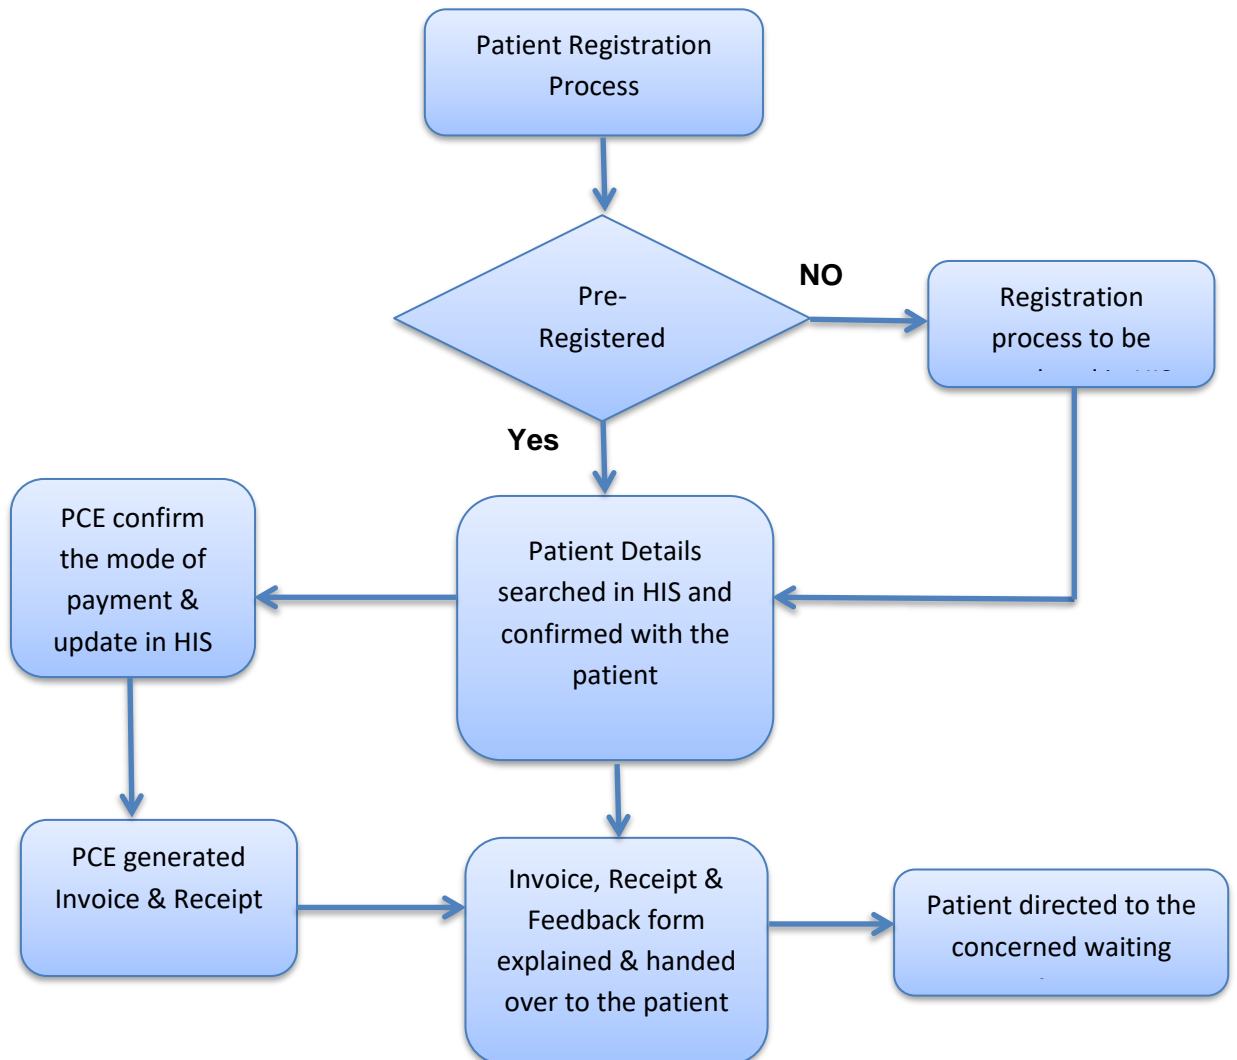 Patient Registration
Process
Pre-
Registered
NO
Registration
process to be
Yes
PCE confirm
the mode of
payment &
update in HIS
Patient Details
searched in HIS and
confirmed with the
patient
PCE generated
Invoice & Receipt
Invoice, Receipt &
Feedback form
explained & handed
over to the patient
Patient directed to the
concerned waiting